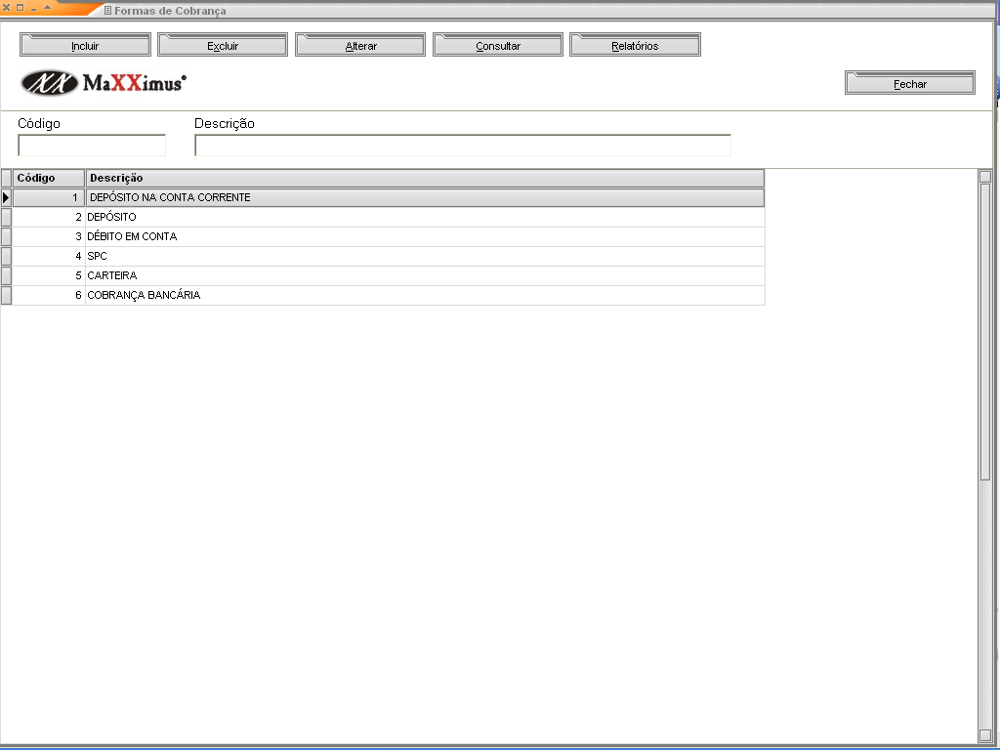 Formas de Cobrança
Incluir Excluir Alterar Consultar Relatórios
XX MaXXimus
Fechar
Código Descrição
Código Descrição
1 DEPÓSITO NA CONTA CORRENTE
2 DEPÓSITO
3 DÉBITO EM CONTA
4 SPC
5 CARTEIRA
6 COBRANÇA BANCÁRIA